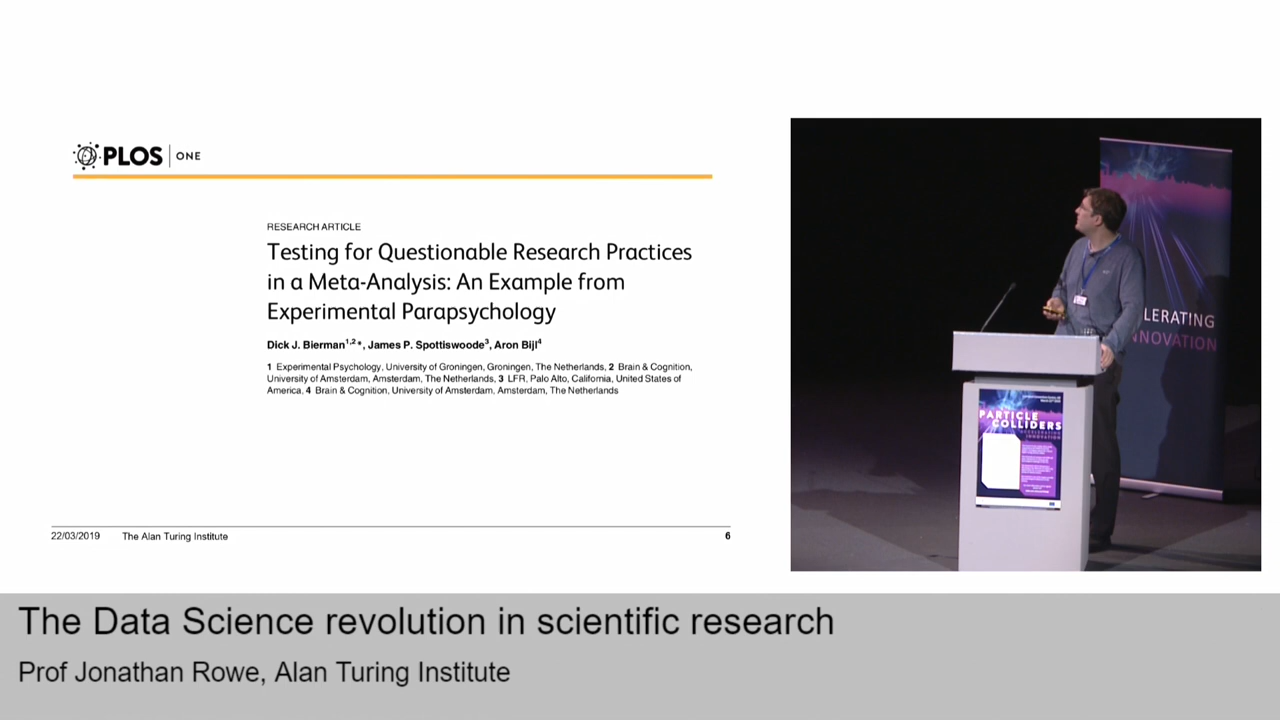 PLOS ONE
RESEARCH ARTICLE
Testing for Questionable Research Practices
in a Meta-Analysis: An Example from
Experimental Parapsychology
Dick J. Bierman1,2*, James P. Spottiswoode3, Aron Bijl4
1 Experimental Psychology, University of Groningen, Groningen, The Netherlands, 2 Brain & Cognition,
University of Amsterdam, Amsterdam, The Netherlands, 3 LFR, Palo Alto, California, United States of
America, 4 Brain & Cognition, University of Amsterdam, Amsterdam, The Netherlands
22/03/2019 The Alan Turing Institute 6
LERATING
NNOVATION
PARTICLE
COLLIDERS
ACCELERATING
INNOVATION
The Data Science revolution in scientific research
Prof Jonathan Rowe, Alan Turing Institute